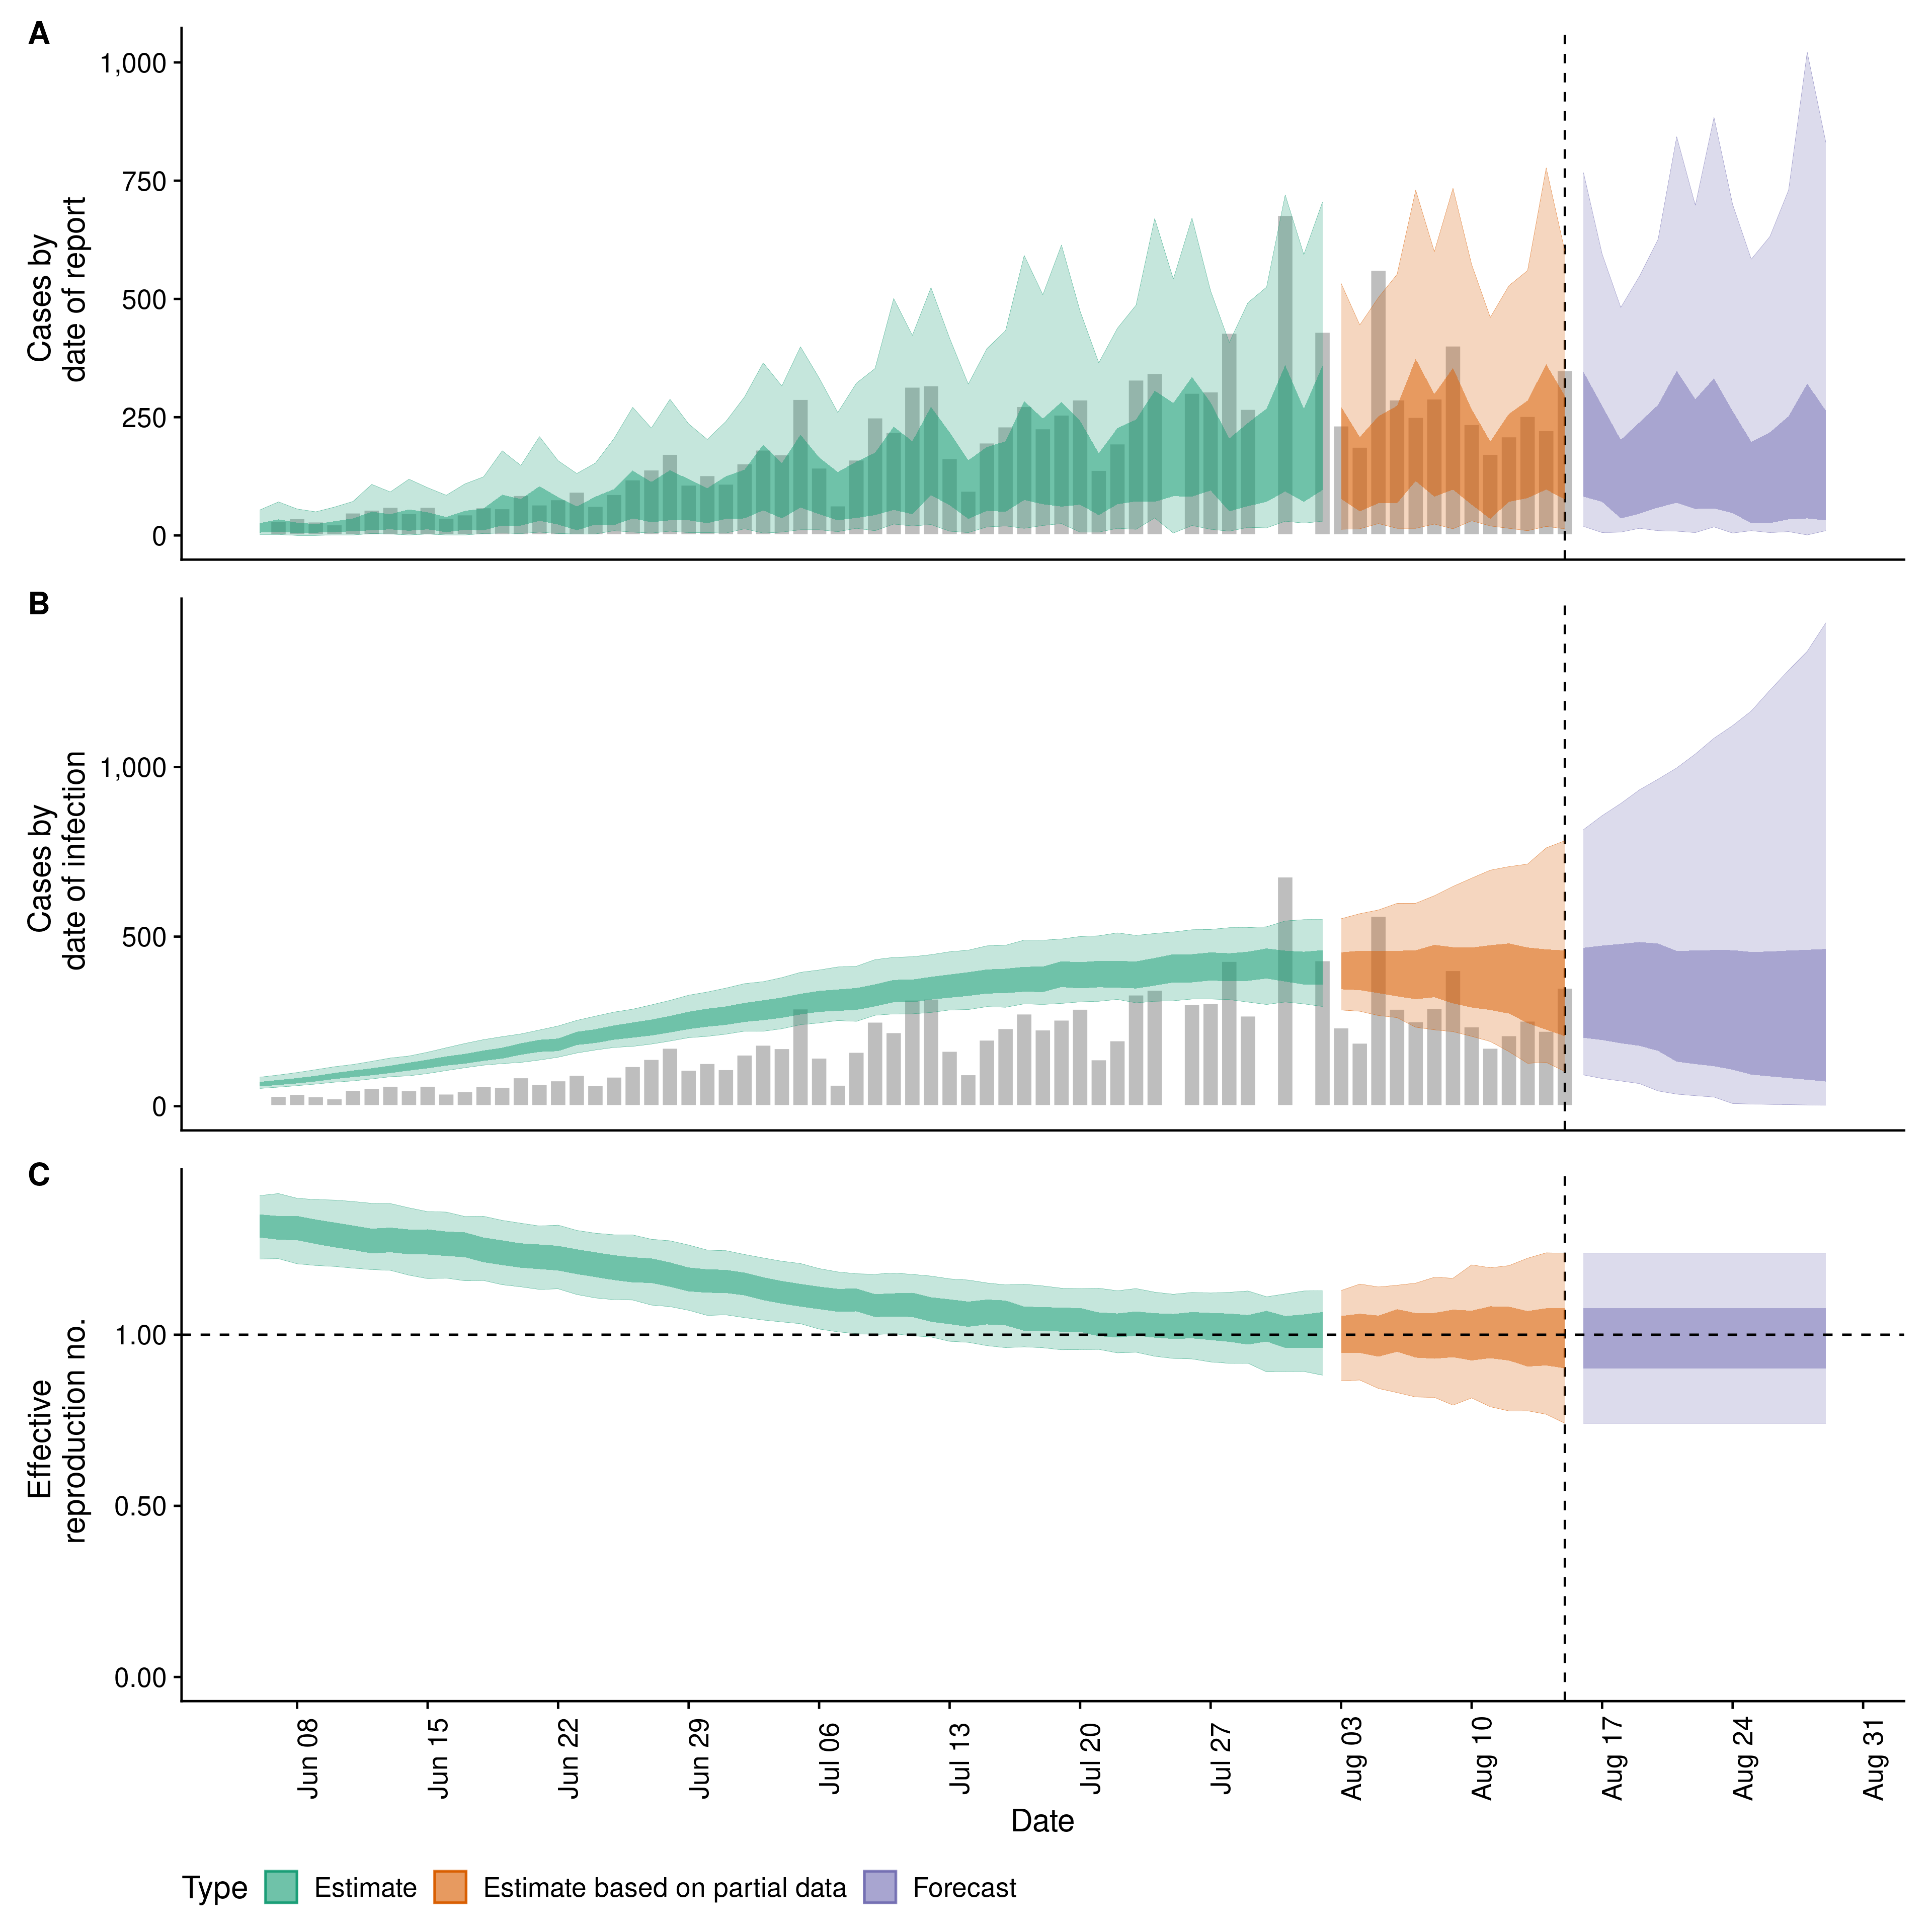 A
Cases by
date of report
1,000
750
500
250
0
B
Cases by
date of infection
1,000
500
0
C
Effective
reproduction no.
1.00
0.50
0.00
Jun 08
Jun 15
Jun 22
Jun 29
Jul 06
Jul 13
Jul 20
Jul 27
Aug 03
Aug 10
Aug 17
Aug 24
Aug 31
Date
Type Estimate Estimate based on partial data Forecast